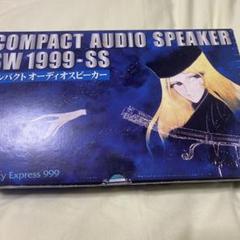 COMPACT AUDIO SPEAKER
SW 1999-SS
ンパクト オーディオスピーカー
y Express 999